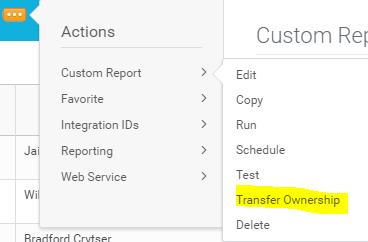 Actions
Custom Rep
Custom Report
Favorite
Integration IDs
Reporting
Web Service
Edit
Copy
Run
Schedule
Test
Transfer Ownership
Delete
Jai
Wil
Bradford Crytser